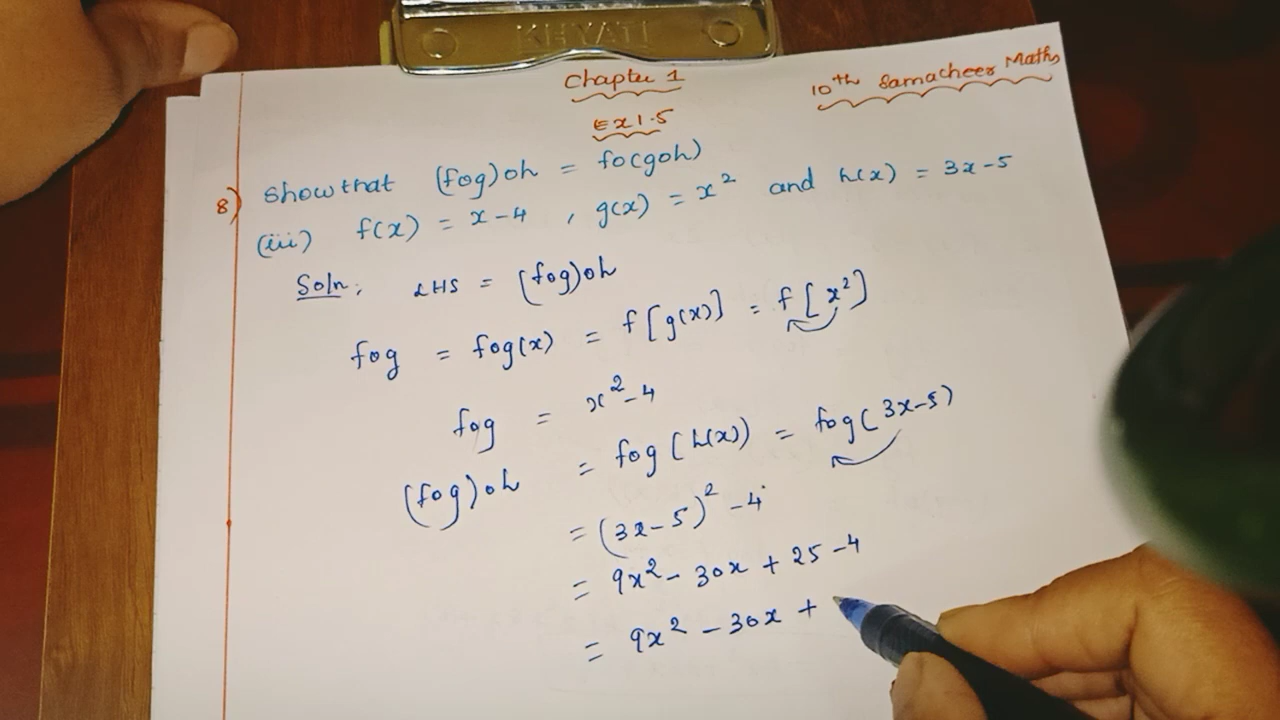 KHYATI
Chapter 1
10th Samacheer Maths
Ex 1.5
8) Show that (fog)oh = fo(goh)
(iii) f(x) = x-4 , g(x) = x² and h(x) = 3x-5
Soln; LHS = (fog)oh
fog = fog(x) = f[g(x)] = f[x²]
fog = x²-4
(fog)oh = fog(h(x)) = fog(3x-5)
= (3x-5)² -4
= 9x² - 30x + 25 -4
= 9x² - 30x +